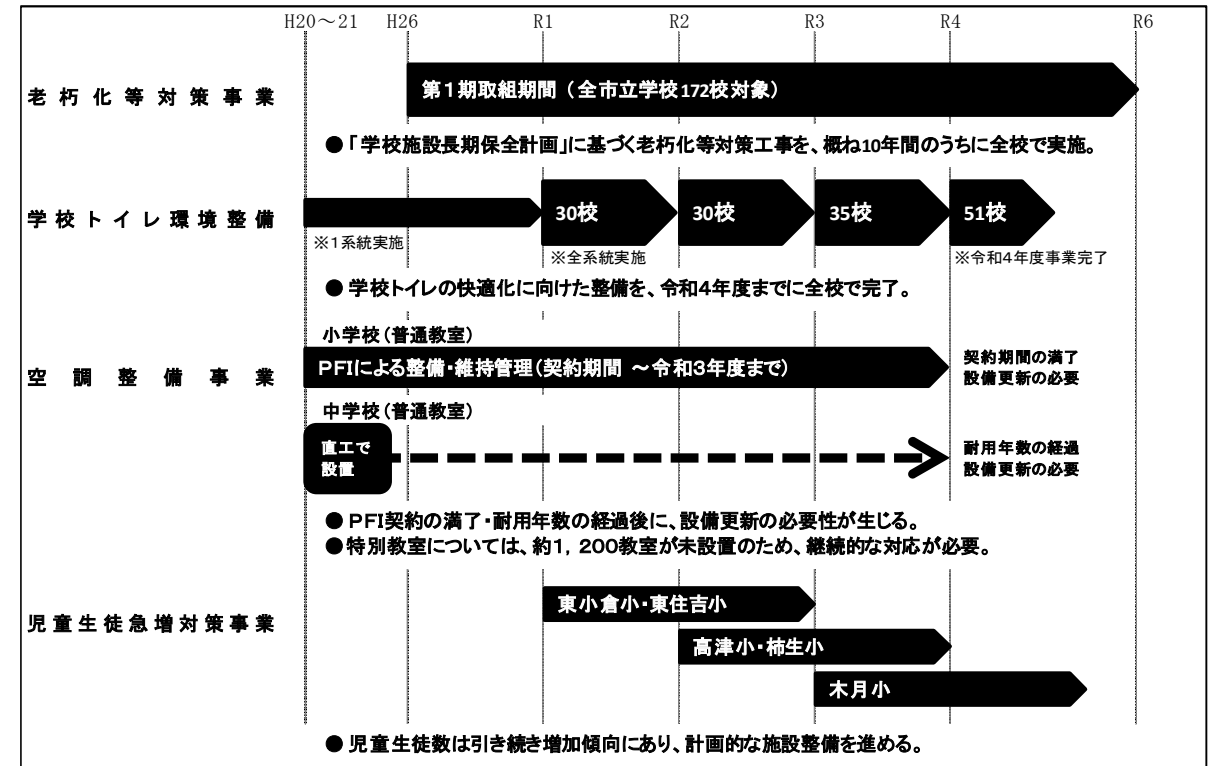 H20～21 H26 R1 R2 R3 R4 R6
老朽化等対策事業
第1期取組期間（全市立学校172校対象）
●「学校施設長期保全計画」に基づく老朽化等対策工事を、概ね10年間のうちに全校で実施。
学校トイレ環境整備
30校 30校 35校 51校
※1系統実施
※全系統実施
※令和4年度事業完了
●学校トイレの快適化に向けた整備を、令和4年度までに全校で完了。
空調整備事業
小学校（普通教室）
PFIによる整備・維持管理（契約期間 ～令和3年度まで）
契約期間の満了
設備更新の必要
中学校（普通教室）
直工で
設置
耐用年数の経過
設備更新の必要
●PFI契約の満了・耐用年数の経過後に、設備更新の必要性が生じる。
●特別教室については、約1，200教室が未設置のため、継続的な対応が必要。
児童生徒急増対策事業
東小倉小・東住吉小
高津小・柿生小
木月小
●児童生徒数は引き続き増加傾向にあり、計画的な施設整備を進める。